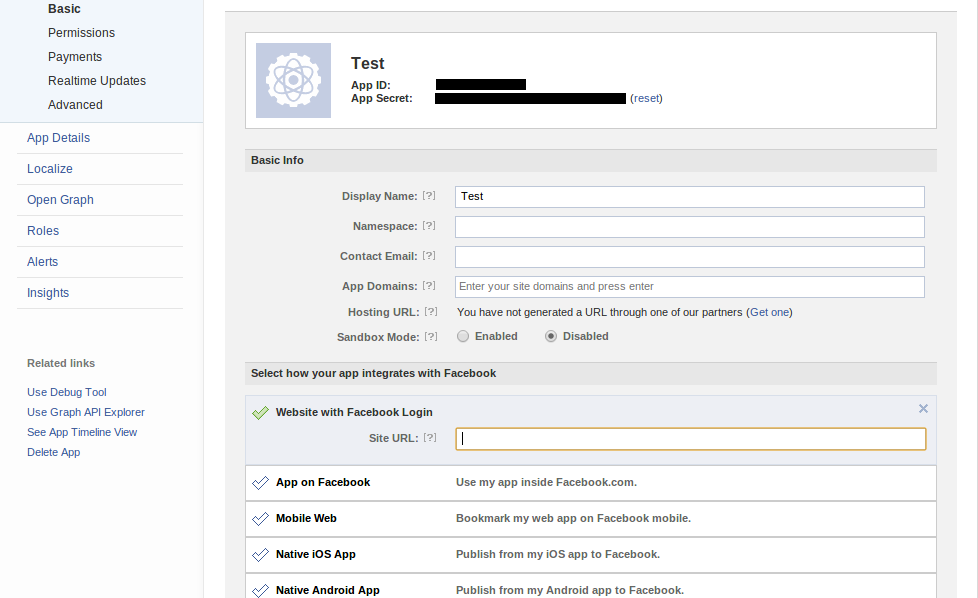 Basic
Permissions
Payments
Realtime Updates
Advanced
App Details
Localize
Open Graph
Roles
Alerts
Insights
Related links
Use Debug Tool
Use Graph API Explorer
See App Timeline View
Delete App
Test
App ID:
App Secret: (reset)
Basic Info
Display Name: [?] Test
Namespace: [?]
Contact Email: [?]
App Domains: [?] Enter your site domains and press enter
Hosting URL: [?] You have not generated a URL through one of our partners (Get one)
Sandbox Mode: [?] Enabled Disabled
Select how your app integrates with Facebook
Website with Facebook Login
Site URL: [?]
App on Facebook Use my app inside Facebook.com.
Mobile Web Bookmark my web app on Facebook mobile.
Native iOS App Publish from my iOS app to Facebook.
Native Android App Publish from my Android app to Facebook.